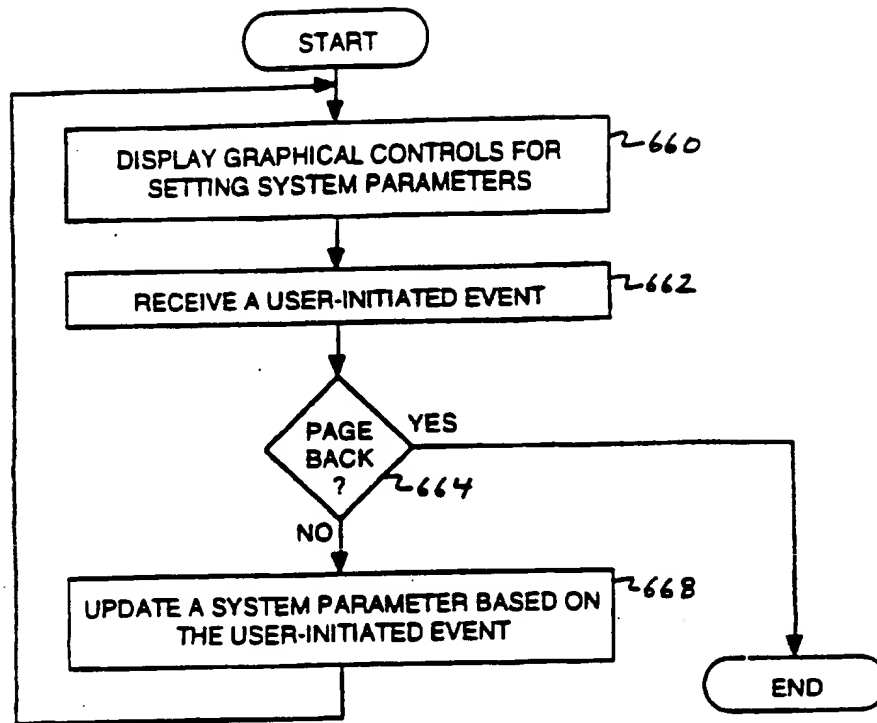 START
DISPLAY GRAPHICAL CONTROLS FOR
SETTING SYSTEM PARAMETERS
660
RECEIVE A USER-INITIATED EVENT
662
PAGE
BACK
?
YES
664
NO
UPDATE A SYSTEM PARAMETER BASED ON
THE USER-INITIATED EVENT
668
END